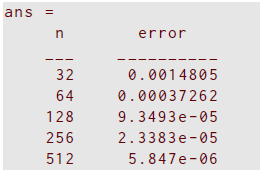 ans =
n error
___ __________
32 0.0014805
64 0.00037262
128 9.3493e-05
256 2.3383e-05
512 5.847e-06